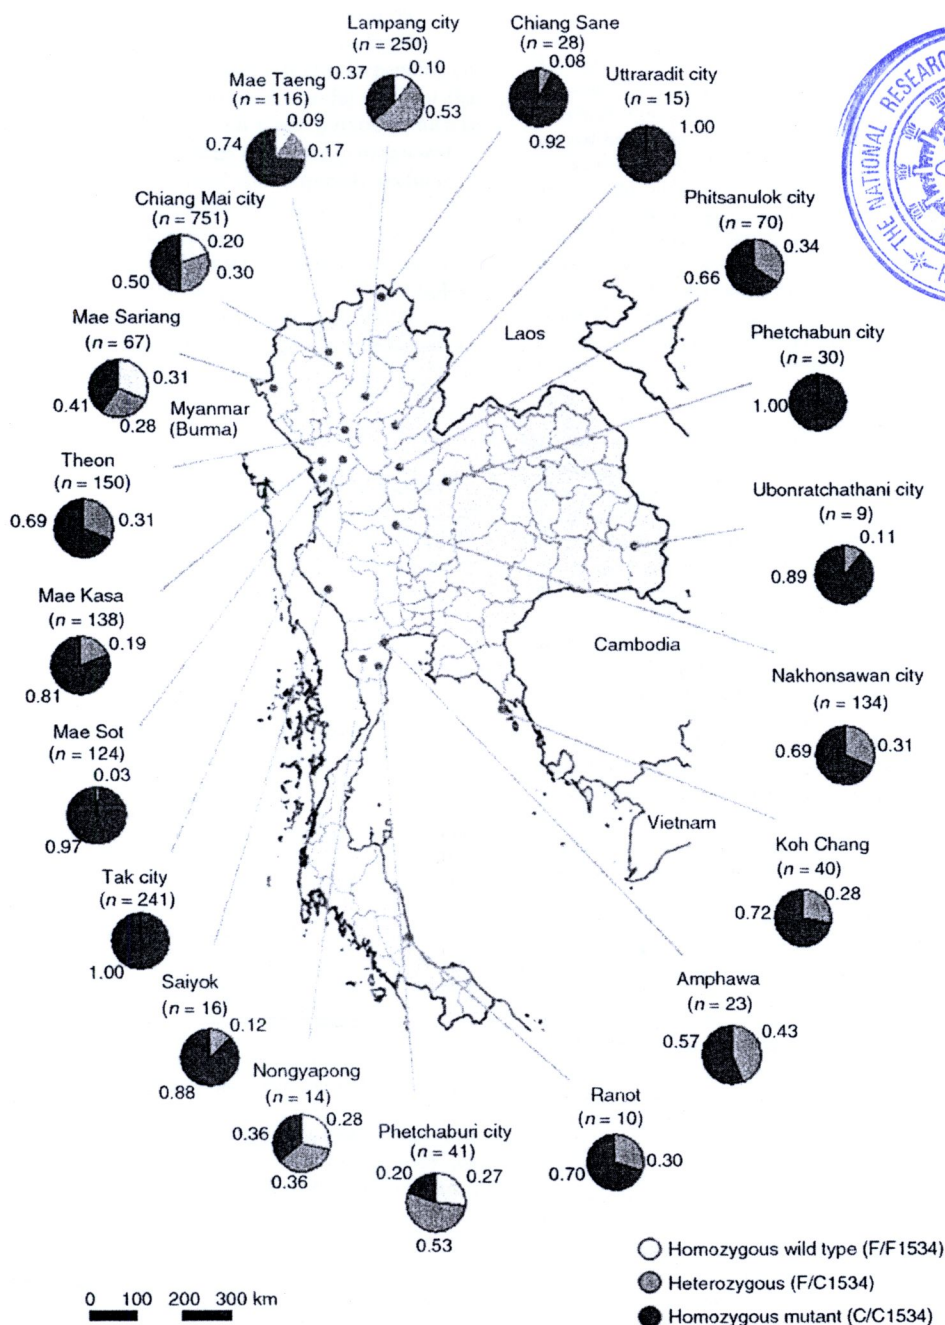 Lampang city
(n = 250)
0.10
0.37
0.53
Chiang Sane
(n = 28)
0.08
0.92
Uttraradit city
(n = 15)
1.00
THE NATIONAL RESEARC
Mae Taeng
(n = 116)
0.09
0.74
0.17
Chiang Mai city
(n = 751)
0.20
0.50
0.30
Phitsanulok city
(n = 70)
0.34
0.66
Mae Sariang
(n = 67)
0.31
0.41
0.28
Myanmar
(Burma)
Laos
Phetchabun city
(n = 30)
1.00
Theon
(n = 150)
0.69
0.31
Ubonratchathani city
(n = 9)
0.11
0.89
Mae Kasa
(n = 138)
0.19
0.81
Cambodia
Nakhonsawan city
(n = 134)
0.69
0.31
Mae Sot
(n = 124)
0.03
0.97
Vietnam
Koh Chang
(n = 40)
0.28
0.72
Tak city
(n = 241)
1.00
Amphawa
(n = 23)
0.43
0.57
Saiyok
(n = 16)
0.12
0.88
Nongyapong
(n = 14)
0.28
0.36
0.36
Phetchaburi city
(n = 41)
0.20
0.27
0.53
Ranot
(n = 10)
0.70
0.30
Homozygous wild type (F/F1534)
Heterozygous (F/C1534)
Homozygous mutant (C/C1534)
0 100 200 300 km